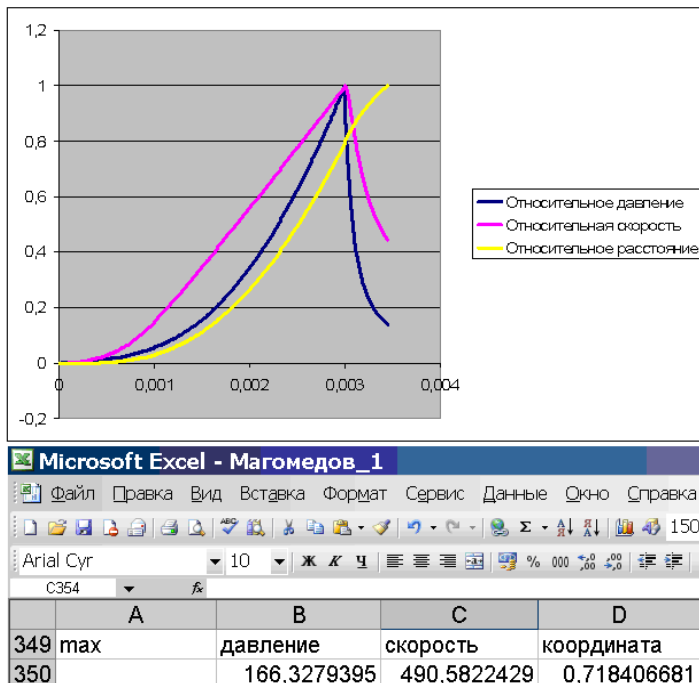 1,2
1
0,8
0,6
0,4
0,2
0
-0,2
0 0,001 0,002 0,003 0,004
Относительное давление
Относительная скорость
Относительное расстояние
Microsoft Excel - Магомедов_1
Файл Правка Вид Вставка Формат Сервис Данные Окно Справка
150
Arial Cyr 10 Ж К Ч % 000
C354 fx
A B C D
349 max давление скорость координата
350 166,3279395 490,5822429 0,718406681